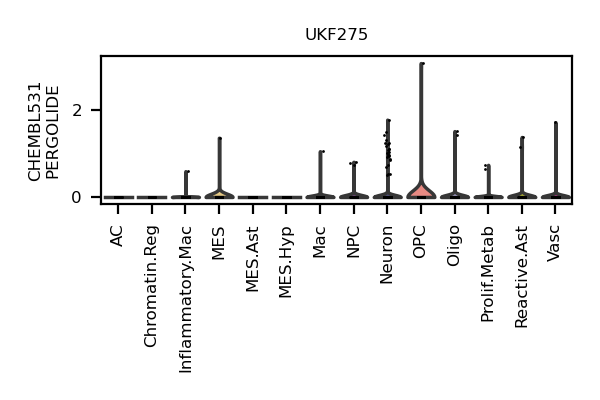 UKF275
CHEMBL531
PERGOLIDE
2
0
AC
Chromatin.Reg
Inflammatory.Mac
MES
MES.Ast
MES.Hyp
Mac
NPC
Neuron
OPC
Oligo
Prolif.Metab
Reactive.Ast
Vasc